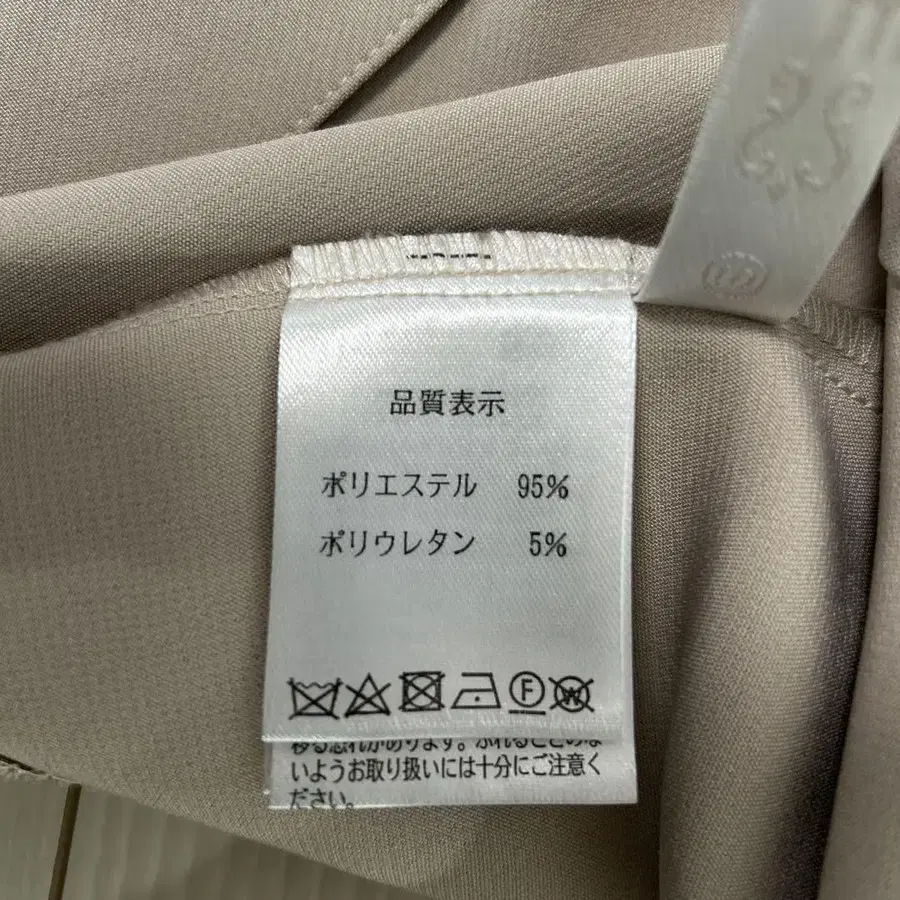 品質表示
ポリエステル 95%
ポリウレタン 5%
F W
いようお取り扱いには十分にご注意く
ださい。